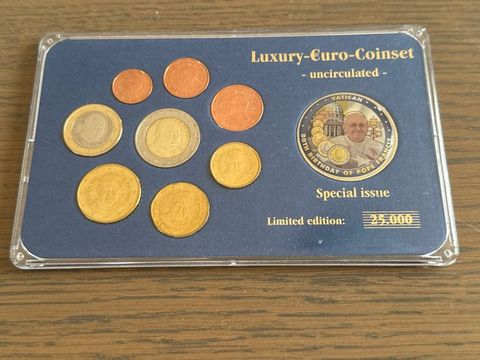 Luxury-€uro-Coinset
- uncirculated -
VATICAN
80TH BIRTHDAY OF POPE FRANCIS
Special issue
Limited edition: 25.000